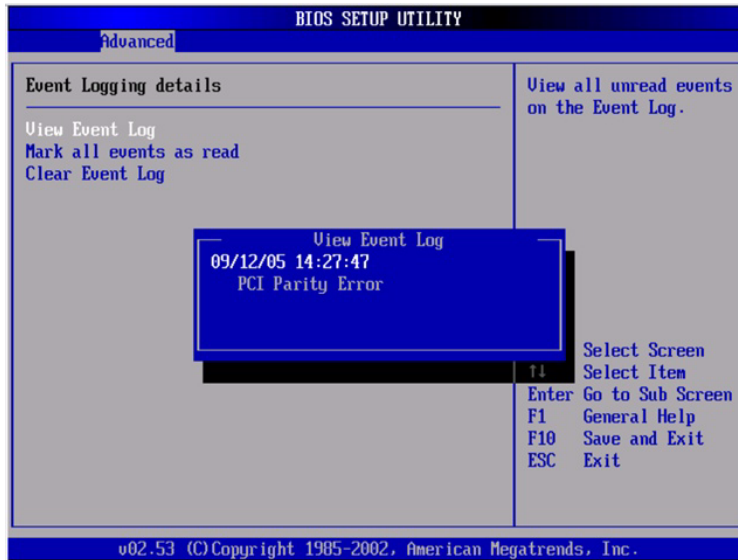 BIOS SETUP UTILITY
Advanced
Event Logging details
View Event Log
Mark all events as read
Clear Event Log
View all unread events
on the Event Log.
View Event Log
09/12/05 14:27:47
PCI Parity Error
Select Screen
↑↓ Select Item
Enter Go to Sub Screen
F1 General Help
F10 Save and Exit
ESC Exit
v02.53 (C)Copyright 1985-2002, American Megatrends, Inc.